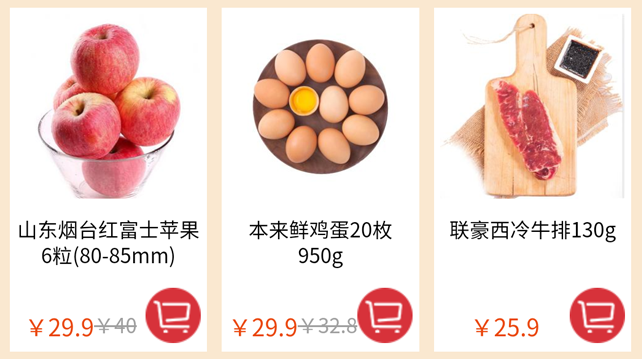 山东烟台红富士苹果
6粒(80-85mm)
￥29.9 ￥40
本来鲜鸡蛋20枚
950g
￥29.9 ￥32.8
联豪西冷牛排130g
￥25.9